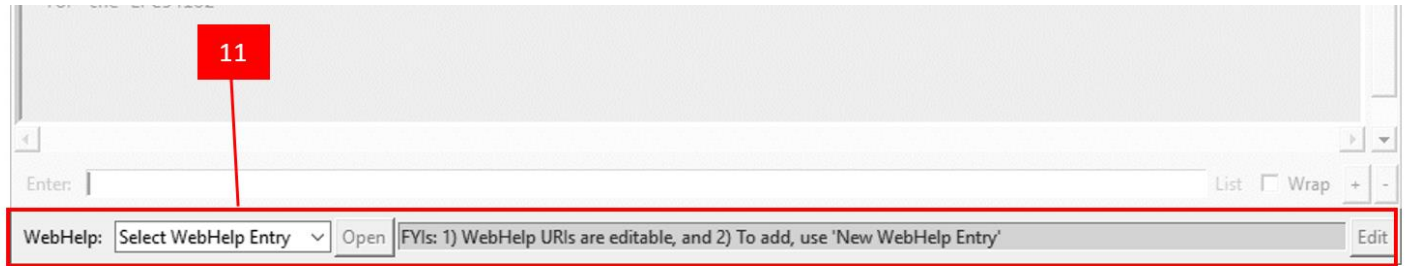 11
Enter:
List Wrap + -
WebHelp: Select WebHelp Entry Open FYIs: 1) WebHelp URIs are editable, and 2) To add, use 'New WebHelp Entry' Edit